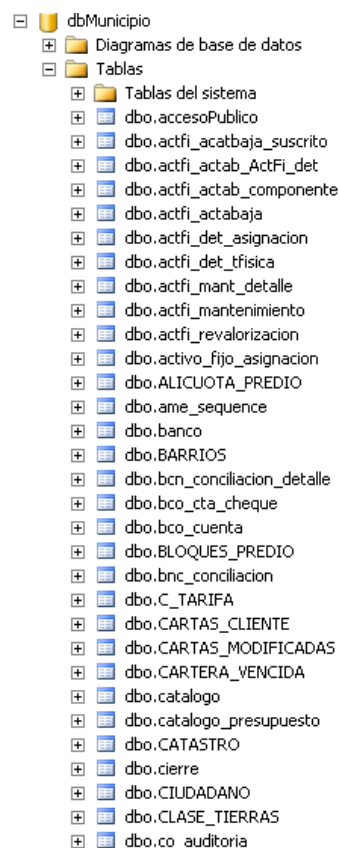 dbMunicipio
Diagramas de base de datos
Tablas
Tablas del sistema
dbo.accesoPublico
dbo.actfi_acatbaja_suscrito
dbo.actfi_actab_ActFi_det
dbo.actfi_actab_componente
dbo.actfi_actabaja
dbo.actfi_det_asignacion
dbo.actfi_det_tfisica
dbo.actfi_mant_detalle
dbo.actfi_mantenimiento
dbo.actfi_revalorizacion
dbo.activo_fijo_asignacion
dbo.ALICUOTA_PREDIO
dbo.ame_sequence
dbo.banco
dbo.BARRIOS
dbo.bcn_conciliacion_detalle
dbo.bco_cta_cheque
dbo.bco_cuenta
dbo.BLOQUES_PREDIO
dbo.bnc_conciliacion
dbo.C_TARIFA
dbo.CARTAS_CLIENTE
dbo.CARTAS_MODIFICADAS
dbo.CARTERA_VENCIDA
dbo.catalogo
dbo.catalogo_presupuesto
dbo.CATASTRO
dbo.cierre
dbo.CIUDADANO
dbo.CLASE_TIERRAS
dbo.co_auditoria